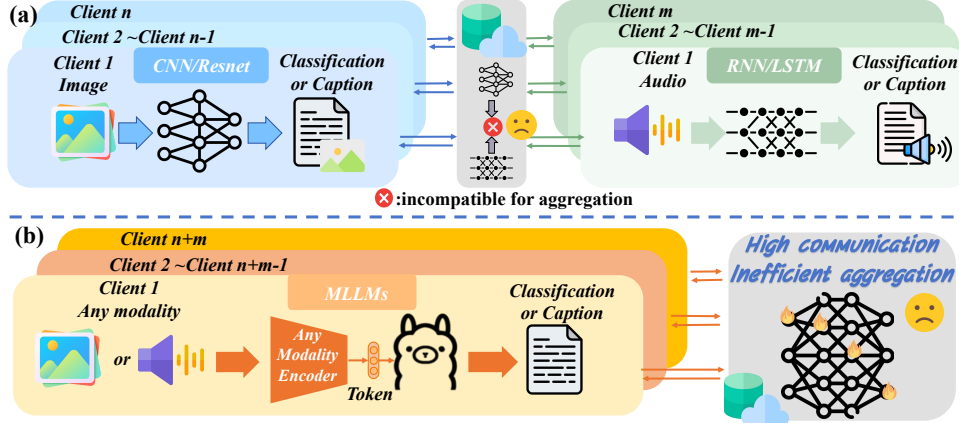 (a)
Client n
Client 2 ~Client n-1
Client 1
Image
CNN/Resnet
Classification
or Caption
Client m
Client 2 ~Client m-1
Client 1
Audio
RNN/LSTM
Classification
or Caption
:incompatible for aggregation
(b)
Client n+m
Client 2 ~Client n+m-1
Client 1
Any modality
MLLMs
Classification
or Caption
or
Any
Modality
Encoder
Token
High communication
Inefficient aggregation